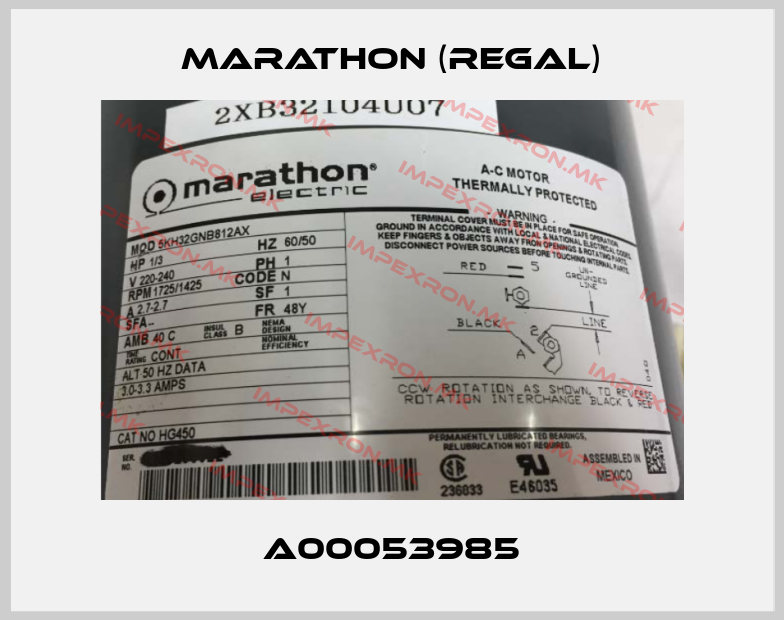 MARATHON (REGAL)
2XB32104U07
marathon®
electric
A-C MOTOR
THERMALLY PROTECTED
MOD 5KH32GNB812AX
HP 1/3 HZ 60/50
V 220-240 PH 1
RPM 1725/1425 CODE N
A 2.7-2.7 SF 1
SFA -- FR 48Y
AMB 40 C INSUL CLASS B NEMA DESIGN
TIME RATING CONT NOMINAL EFFICIENCY
ALT 50 HZ DATA
3.0-3.3 AMPS
CAT NO HG450
SER. NO.
WARNING
TERMINAL COVER MUST BE IN PLACE FOR SAFE OPERATION.
GROUND IN ACCORDANCE WITH LOCAL & NATIONAL ELECTRICAL CODES.
KEEP FINGERS & OBJECTS AWAY FROM OPENINGS & ROTATING PARTS.
DISCONNECT POWER SOURCES BEFORE TOUCHING INTERNAL PARTS.
RED 5 UN-
GROUNDED
LINE
BLACK 2 LINE
A
CCW ROTATION AS SHOWN, TO REVERSE
ROTATION INTERCHANGE BLACK & RED
PERMANENTLY LUBRICATED BEARINGS,
RELUBRICATION NOT REQUIRED.
236033
E46035
ASSEMBLED IN
MEXICO
IMPEXRON.MK
A00053985